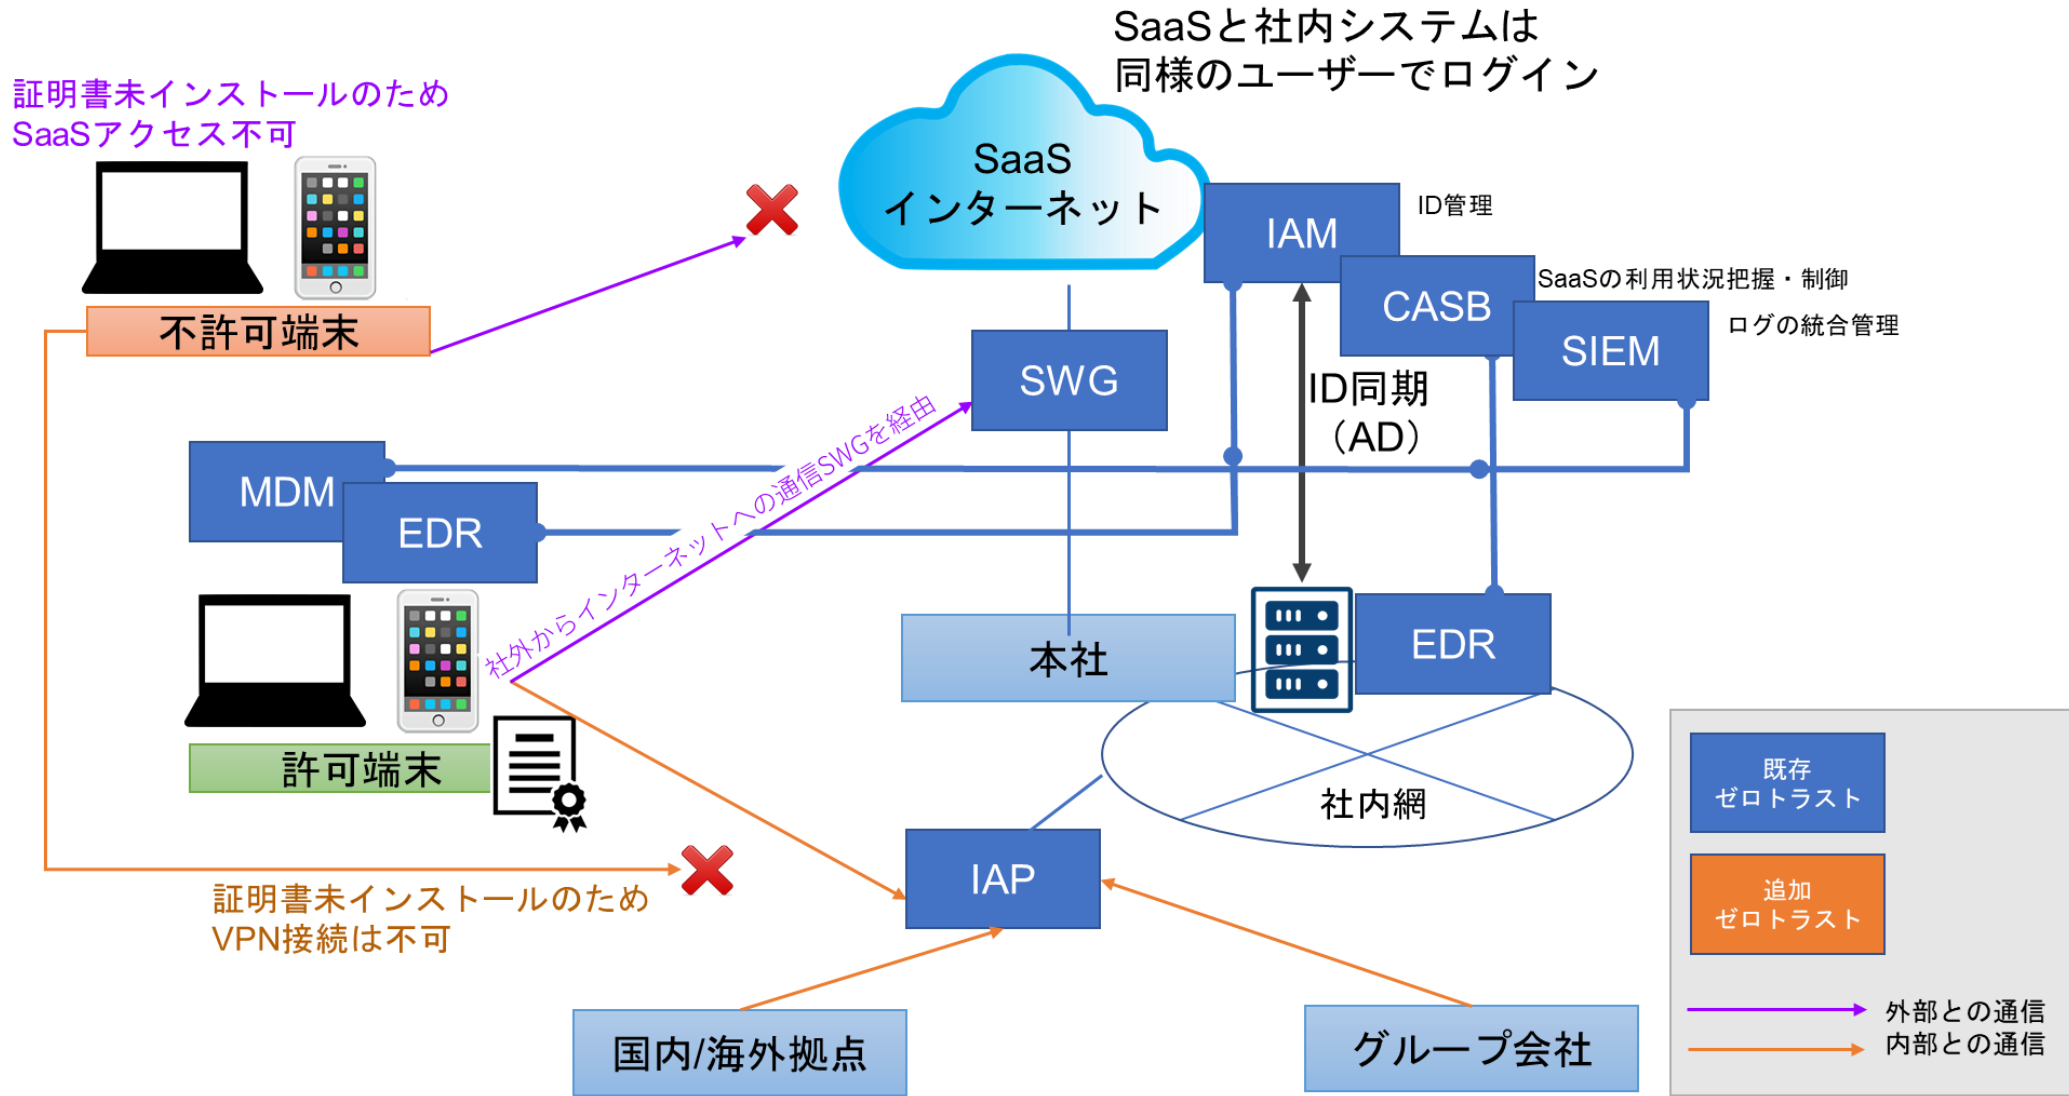 SaaSと社内システムは
同様のユーザーでログイン
証明書未インストールのため
SaaSアクセス不可
SaaS
インターネット
IAM
ID管理
CASB
SaaSの利用状況把握・制御
SIEM
ログの統合管理
不許可端末
SWG
ID同期
（AD）
社外からインターネットへの通信SWGを経由
MDM
EDR
本社
EDR
許可端末
社内網
既存
ゼロトラスト
IAP
証明書未インストールのため
VPN接続は不可
追加
ゼロトラスト
外部との通信
内部との通信
国内/海外拠点
グループ会社